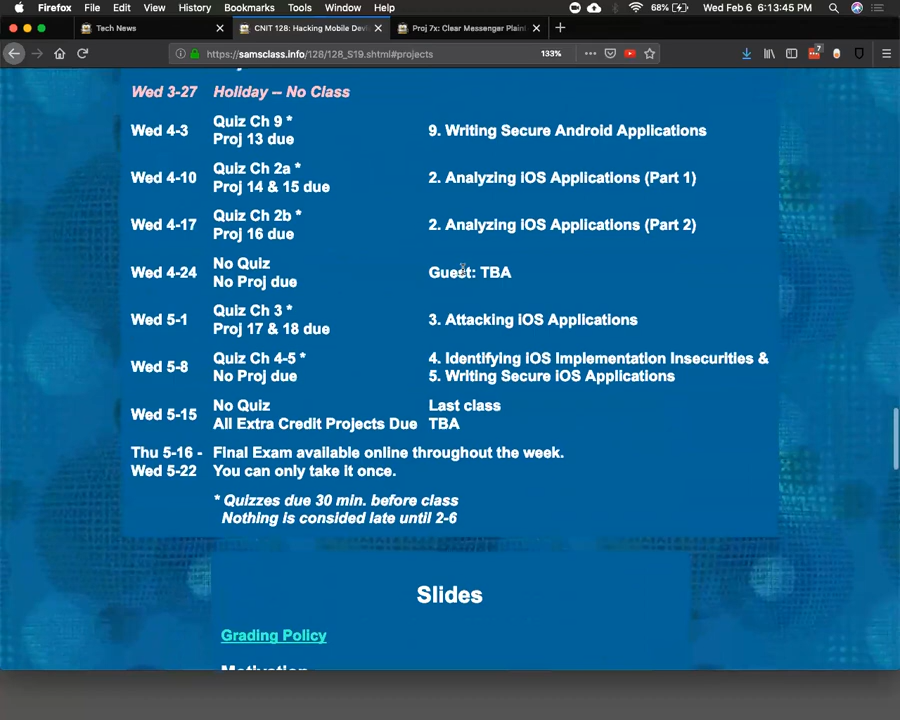 Firefox File Edit View History Bookmarks Tools Window Help 68% Wed Feb 6 6:13:45 PM
Tech News CNIT 128: Hacking Mobile Devi Proj 7x: Clear Messenger Plaint
https://samsclass.info/128/128_S19.shtml#projects 133% 7
Wed 3-27 Holiday -- No Class
Quiz Ch 9 *
Wed 4-3 9. Writing Secure Android Applications
Proj 13 due
Quiz Ch 2a *
Wed 4-10 2. Analyzing iOS Applications (Part 1)
Proj 14 & 15 due
Quiz Ch 2b *
Wed 4-17 2. Analyzing iOS Applications (Part 2)
Proj 16 due
No Quiz
Wed 4-24 Guest: TBA
No Proj due
Quiz Ch 3 *
Wed 5-1 3. Attacking iOS Applications
Proj 17 & 18 due
Quiz Ch 4-5 * 4. Identifying iOS Implementation Insecurities &
Wed 5-8
No Proj due 5. Writing Secure iOS Applications
No Quiz Last class
Wed 5-15
All Extra Credit Projects Due TBA
Thu 5-16 - Final Exam available online throughout the week.
Wed 5-22 You can only take it once.
* Quizzes due 30 min. before class
Nothing is consided late until 2-6
Slides
Grading Policy
Motivation